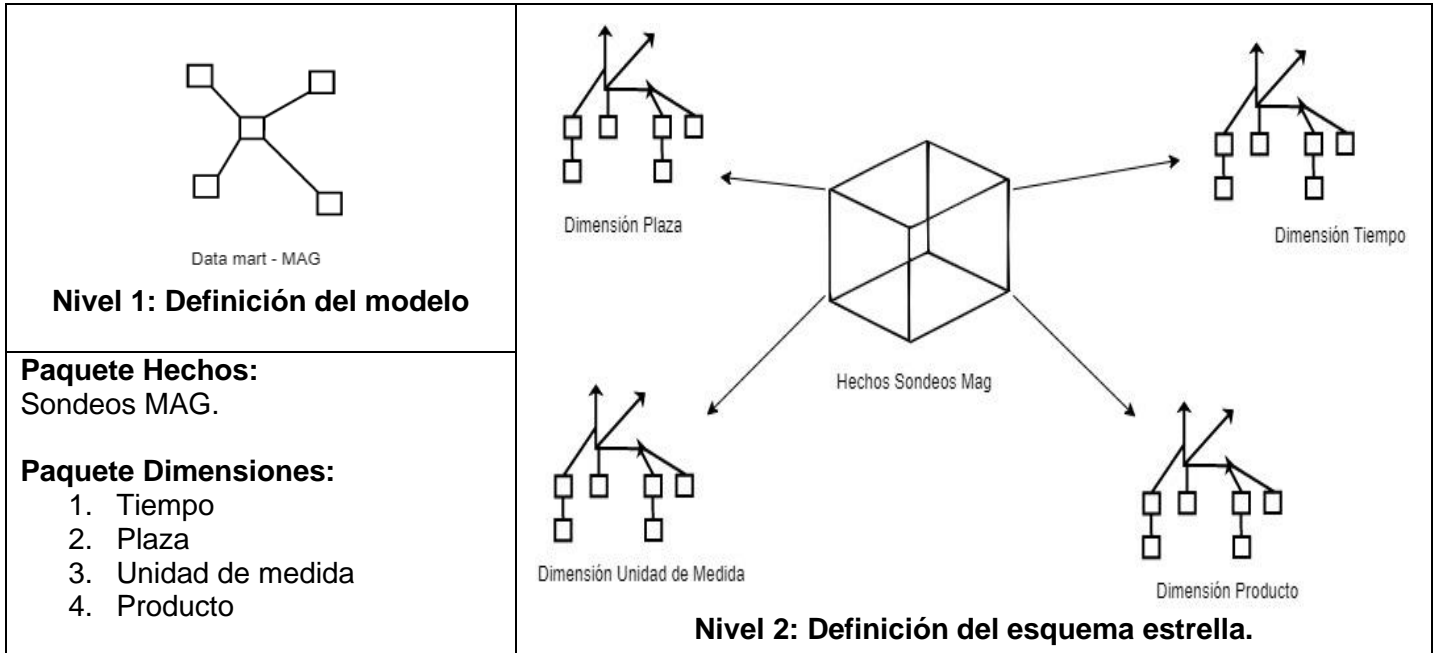 Data mart - MAG
Nivel 1: Definición del modelo
Paquete Hechos:
Sondeos MAG.
Paquete Dimensiones:
1. Tiempo
2. Plaza
3. Unidad de medida
4. Producto
Dimensión Plaza
Dimensión Tiempo
Hechos Sondeos Mag
Dimensión Unidad de Medida
Dimensión Producto
Nivel 2: Definición del esquema estrella.